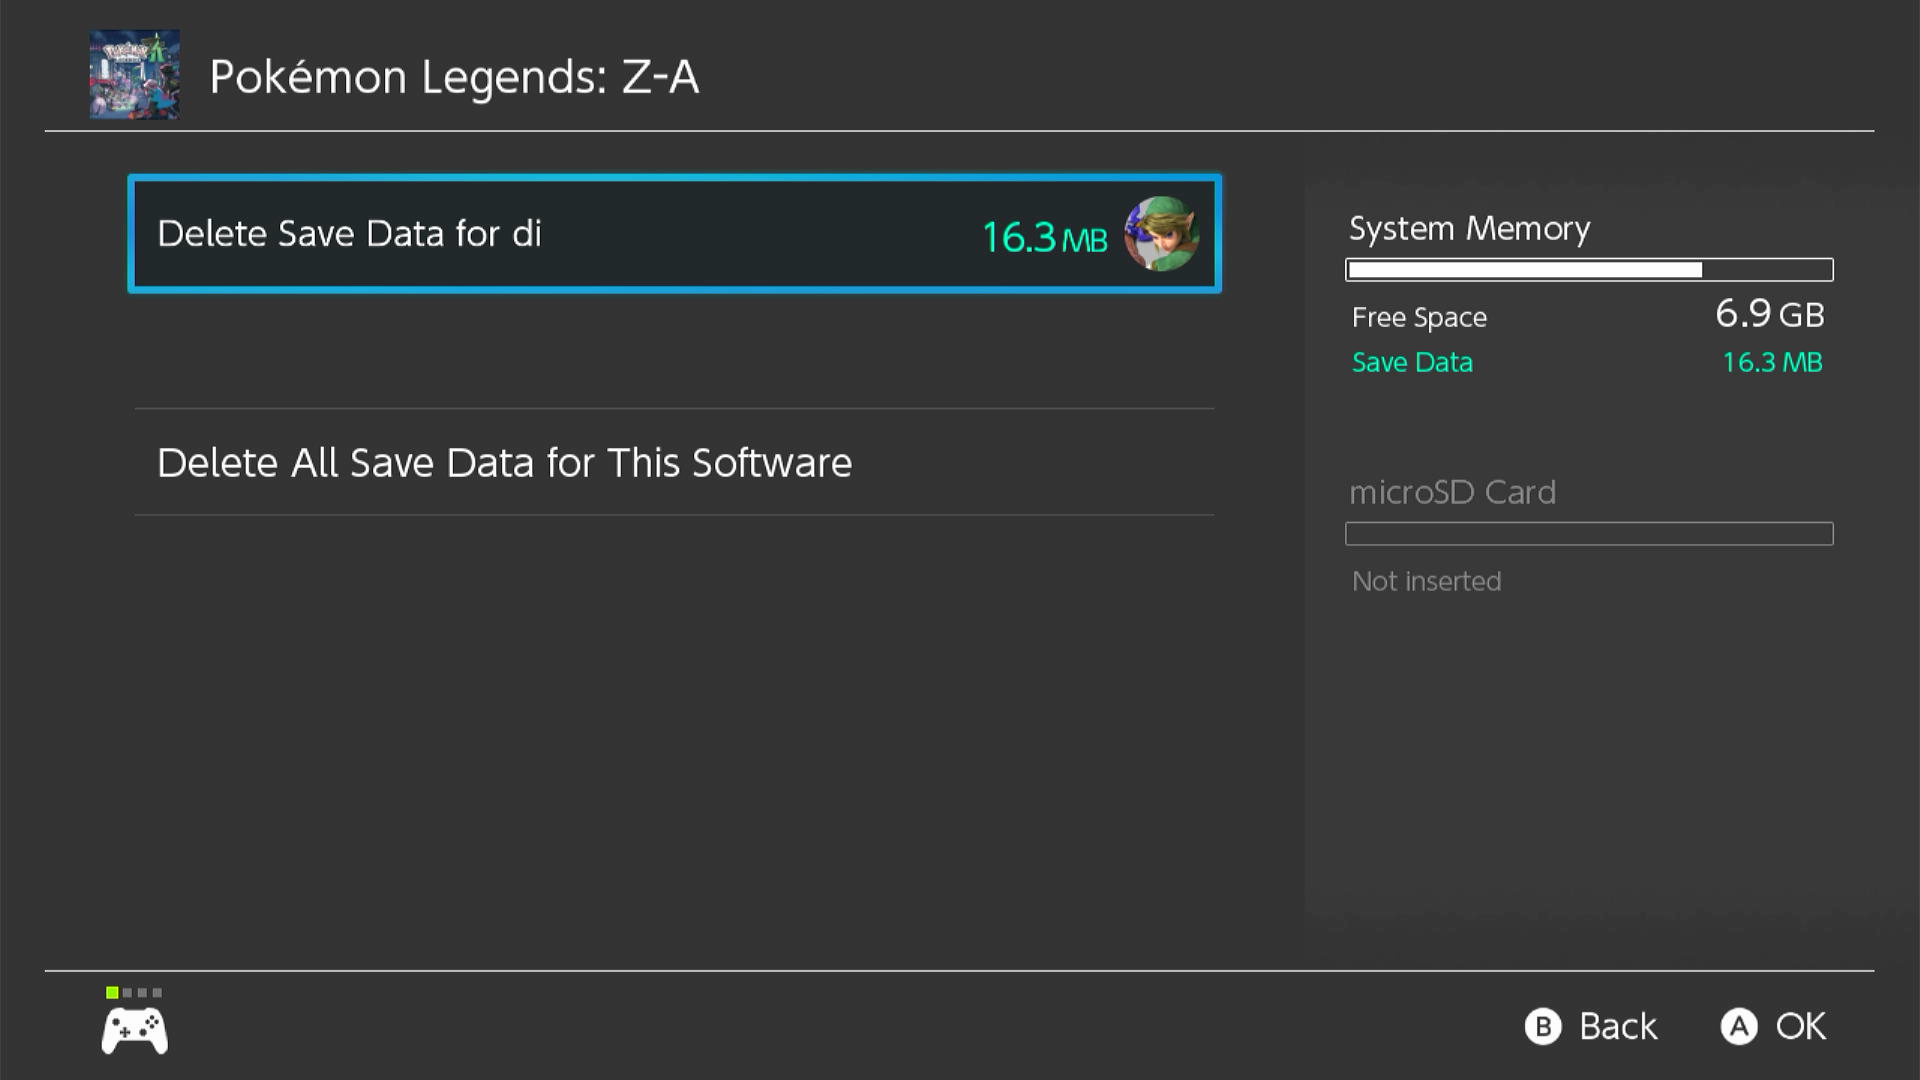 Pokémon Legends: Z-A
Delete Save Data for di
16.3 MB
Delete All Save Data for This Software
System Memory
Free Space 6.9 GB
Save Data 16.3 MB
microSD Card
Not inserted
B Back
A OK